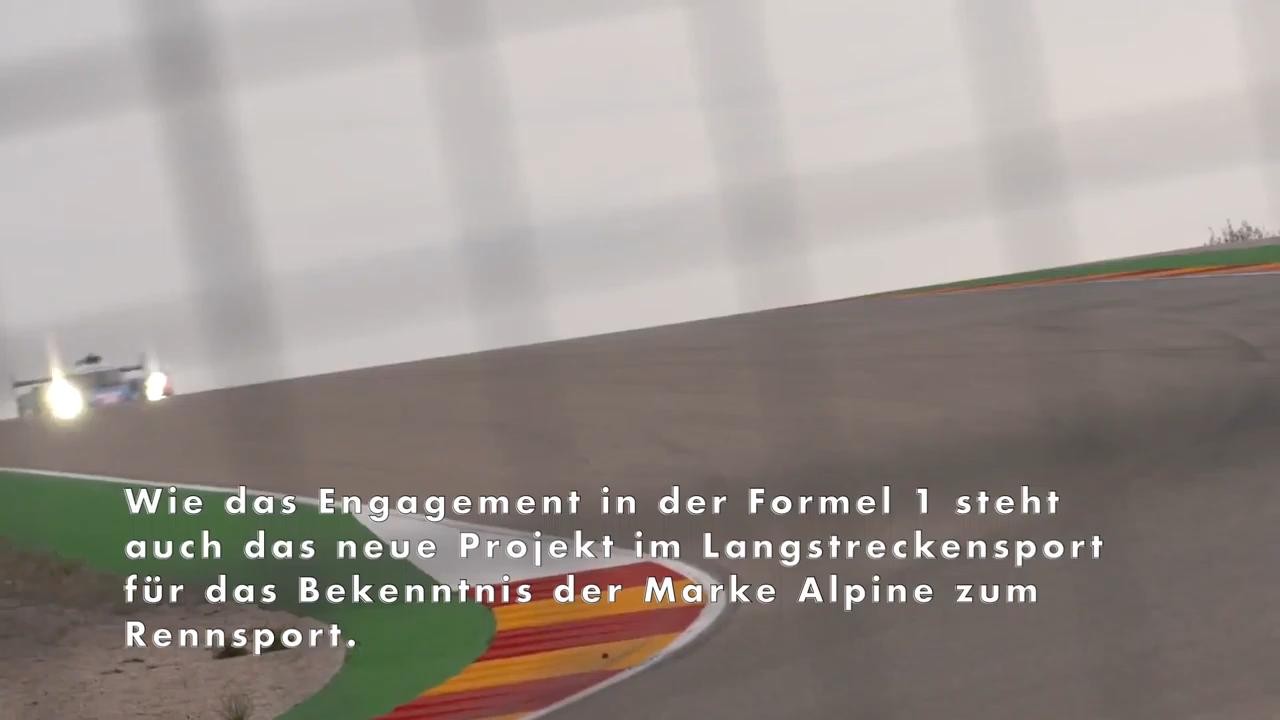 Wie das Engagement in der Formel 1 steht
auch das neue Projekt im Langstreckensport
für das Bekenntnis der Marke Alpine zum
Rennsport.